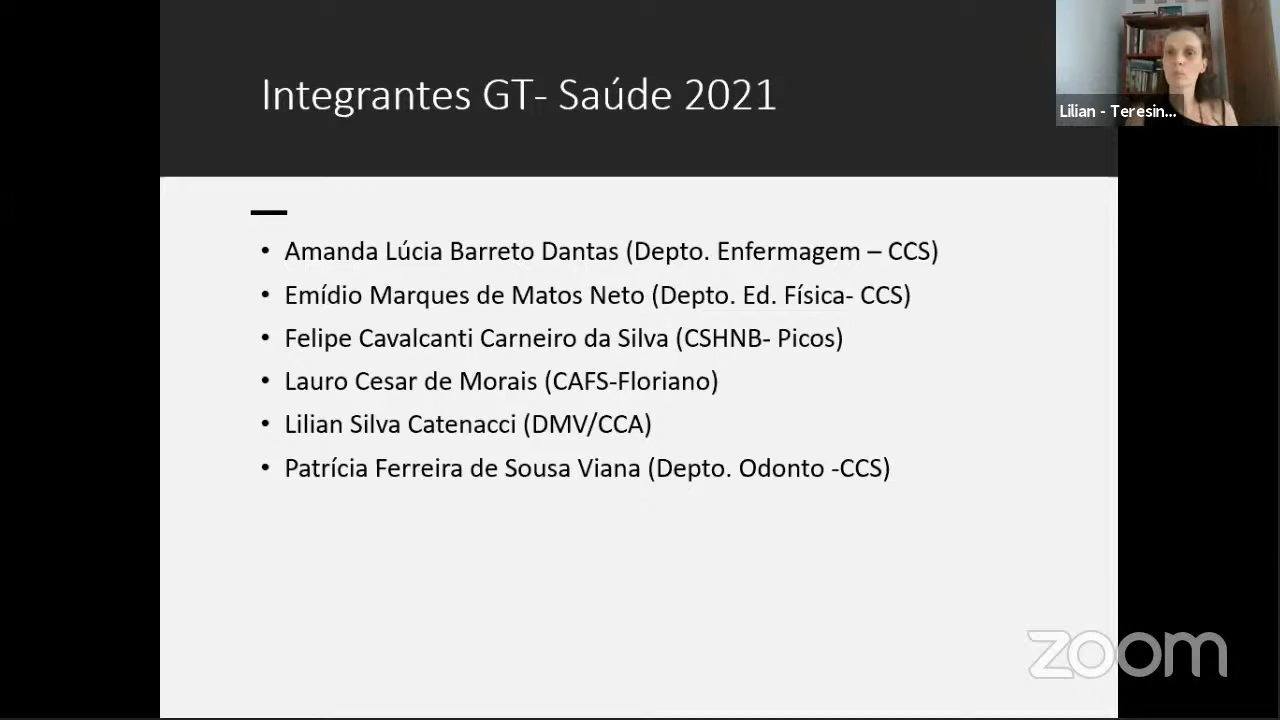 Integrantes GT- Saúde 2021
Lilian - Teresin...
• Amanda Lúcia Barreto Dantas (Depto. Enfermagem – CCS)
• Emídio Marques de Matos Neto (Depto. Ed. Física- CCS)
• Felipe Cavalcanti Carneiro da Silva (CSHNB- Picos)
• Lauro Cesar de Morais (CAFS-Floriano)
• Lilian Silva Catenacci (DMV/CCA)
• Patrícia Ferreira de Sousa Viana (Depto. Odonto -CCS)
zoom